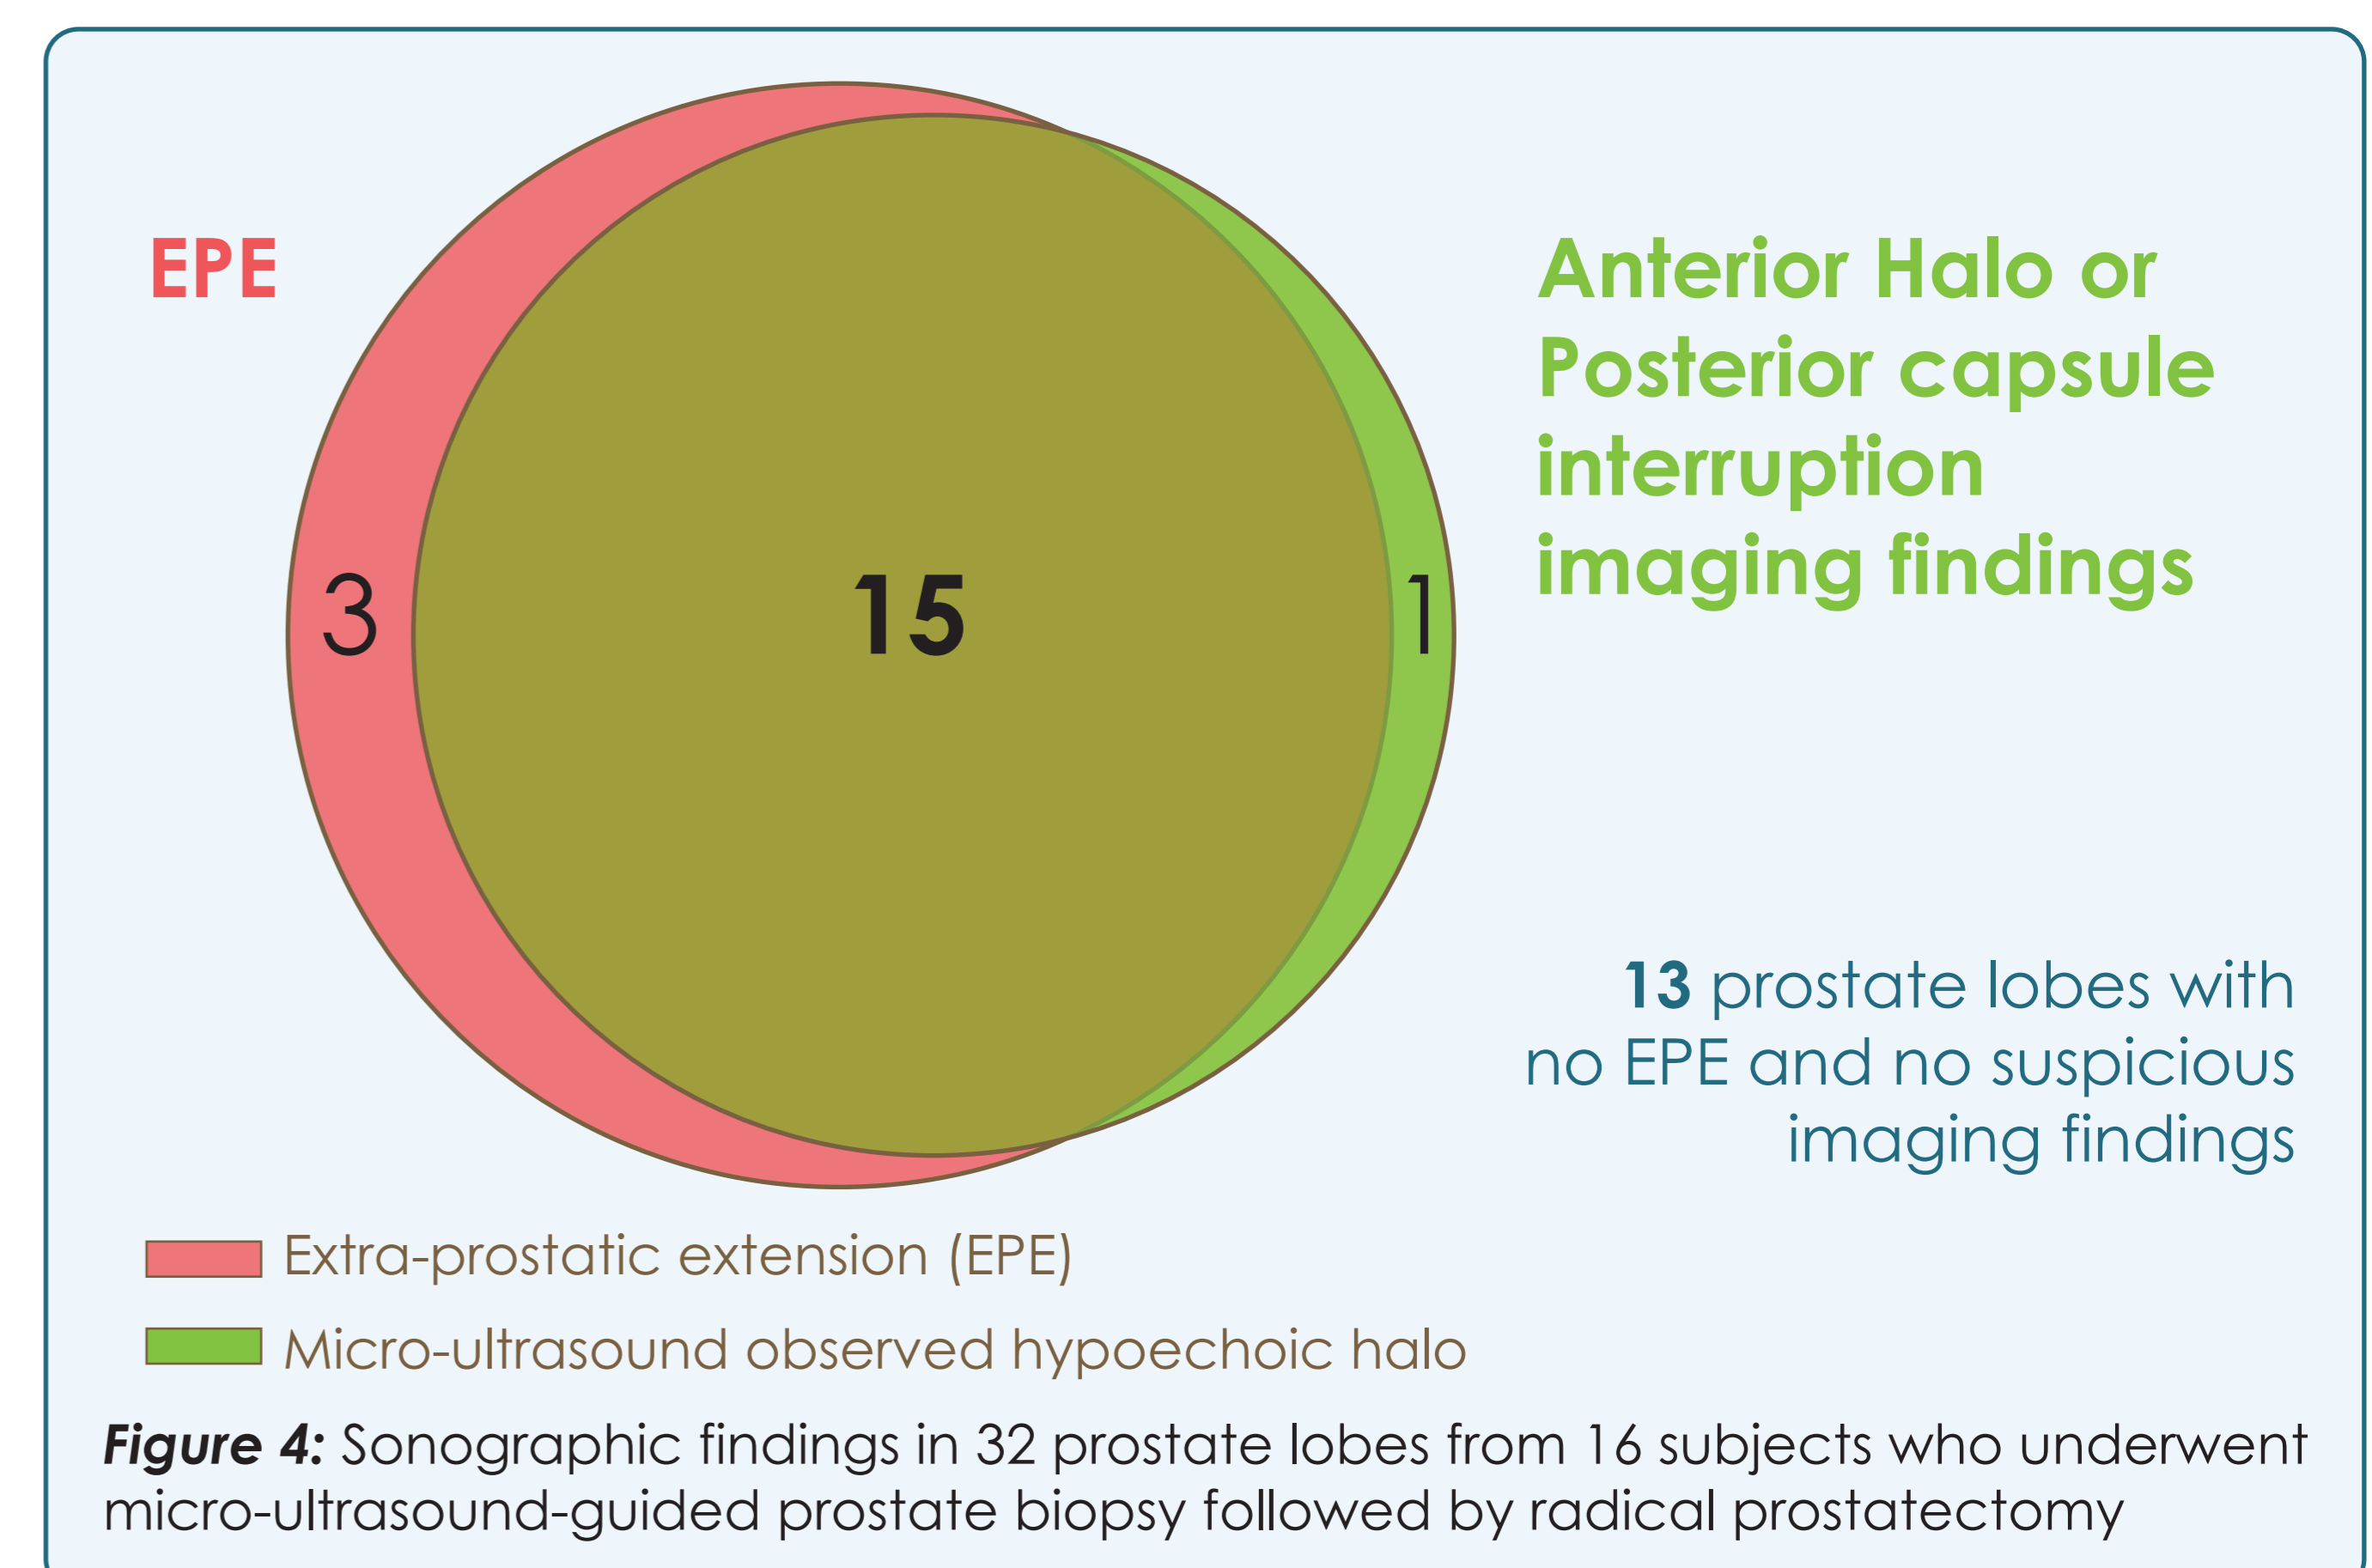 EPE
Anterior Halo or
Posterior capsule
interruption
imaging findings
3
15
1
13 prostate lobes with
no EPE and no suspicious
imaging findings
Extra-prostatic extension (EPE)
Micro-ultrasound observed hypoechoic halo
Figure 4: Sonographic findings in 32 prostate lobes from 16 subjects who underwent
micro-ultrasound-guided prostate biopsy followed by radical prostatectomy